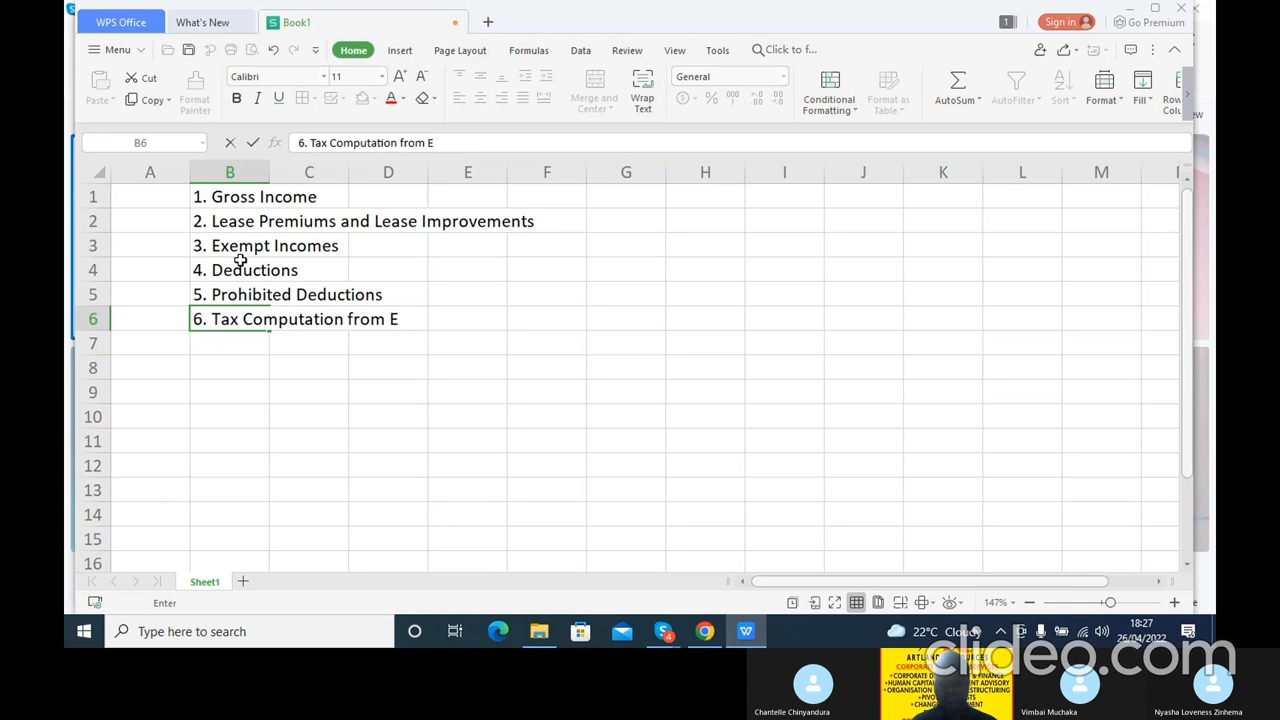 WPS Office What's New Book1 + 1 Sign in Go Premium
Menu Home Insert Page Layout Formulas Data Review View Tools Click to f...
Paste Cut Copy Format Painter Calibri 11 Merge and Center Wrap Text General Conditional Formatting Format as Table AutoSum AutoFilter Sort Format Fill
B6 6. Tax Computation from E
A B C D E F G H I J K L M
1 1. Gross Income
2 2. Lease Premiums and Lease Improvements
3 3. Exempt Incomes
4 4. Deductions
5 5. Prohibited Deductions
6 6. Tax Computation from E
7
8
9
10
11
12
13
14
15
16
Sheet1 +
Enter 147%
Type here to search 4 22°C Cloudy 18:27
26/04/2022
clideo.com
CORPORATE
HUMAN CAPITAL
Chantelle Chinyandura Vimbai Muchaka Nyasha Loveness Zinhema